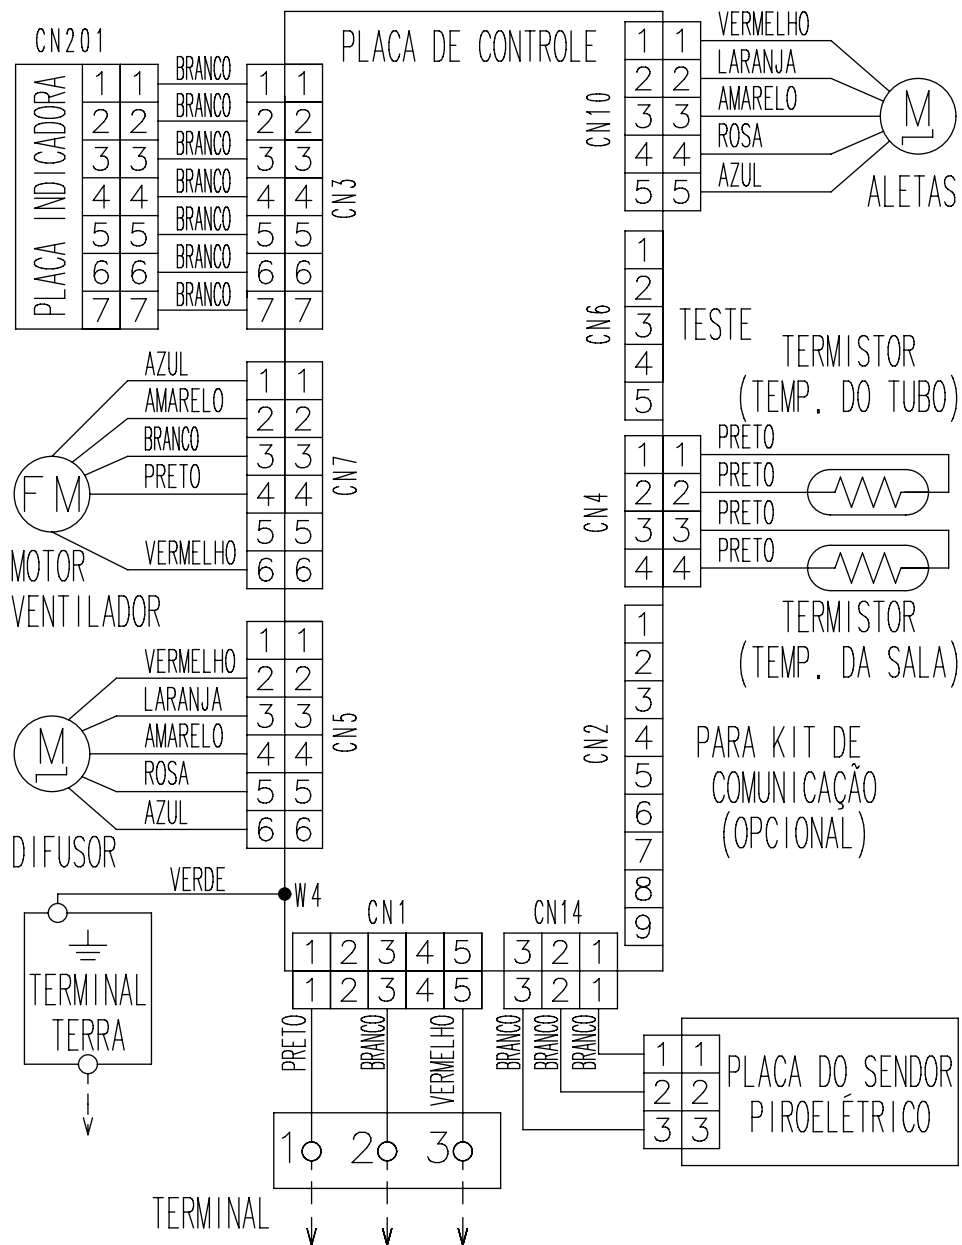 CN201
PLACA DE CONTROLE
PLACA INDICADORA
1 1 BRANCO 1 1
2 2 BRANCO 2 2
3 3 BRANCO 3 3
4 4 BRANCO 4 4
5 5 BRANCO 5 5
6 6 BRANCO 6 6
7 7 BRANCO 7 7
CN3
CN10
1 1 VERMELHO
2 2 LARANJA
3 3 AMARELO
4 4 ROSA
5 5 AZUL
M
ALETAS
CN6
1
2
3
4
5
TESTE
AZUL 1 1
AMARELO 2 2
BRANCO 3 3
PRETO 4 4
5 5
VERMELHO 6 6
CN7
FM
MOTOR
VENTILADOR
TERMISTOR
(TEMP. DO TUBO)
CN4
1 1 PRETO
2 2 PRETO
3 3 PRETO
4 4 PRETO
TERMISTOR
(TEMP. DA SALA)
1 1
VERMELHO 2 2
LARANJA 3 3
AMARELO 4 4
ROSA 5 5
AZUL 6 6
CN5
M
DIFUSOR
CN2
1
2
3
4
5
6
7
8
9
PARA KIT DE
COMUNICAÇÃO
(OPCIONAL)
VERDE
W4
TERMINAL
TERRA
CN1
1 2 3 4 5
1 2 3 4 5
PRETO
BRANCO
VERMELHO
CN14
3 2 1
3 2 1
BRANCO
BRANCO
BRANCO
1 1
2 2
3 3
PLACA DO SENDOR
PIROELÉTRICO
1 2 3
TERMINAL